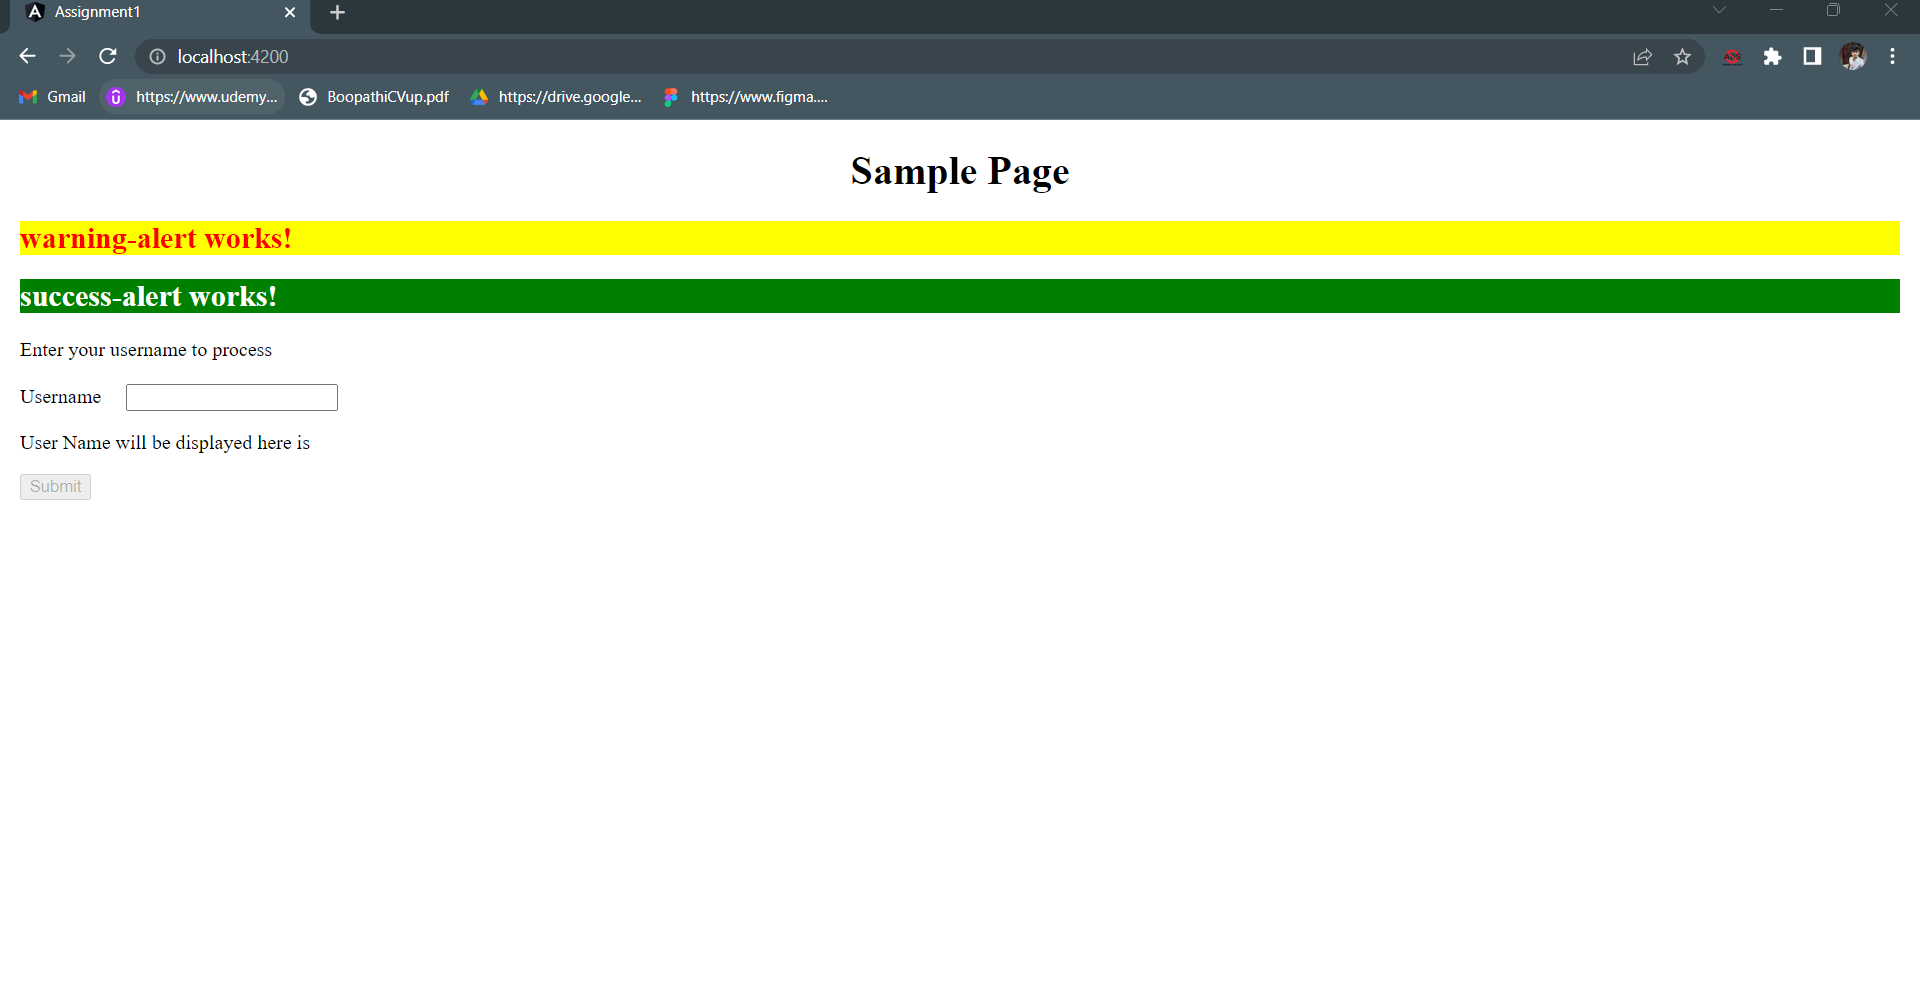 Assignment1
localhost:4200
ADS
Gmail https://www.udemy... BoopathiCVup.pdf https://drive.google... https://www.figma....
Sample Page
warning-alert works!
success-alert works!
Enter your username to process
Username
User Name will be displayed here is
Submit